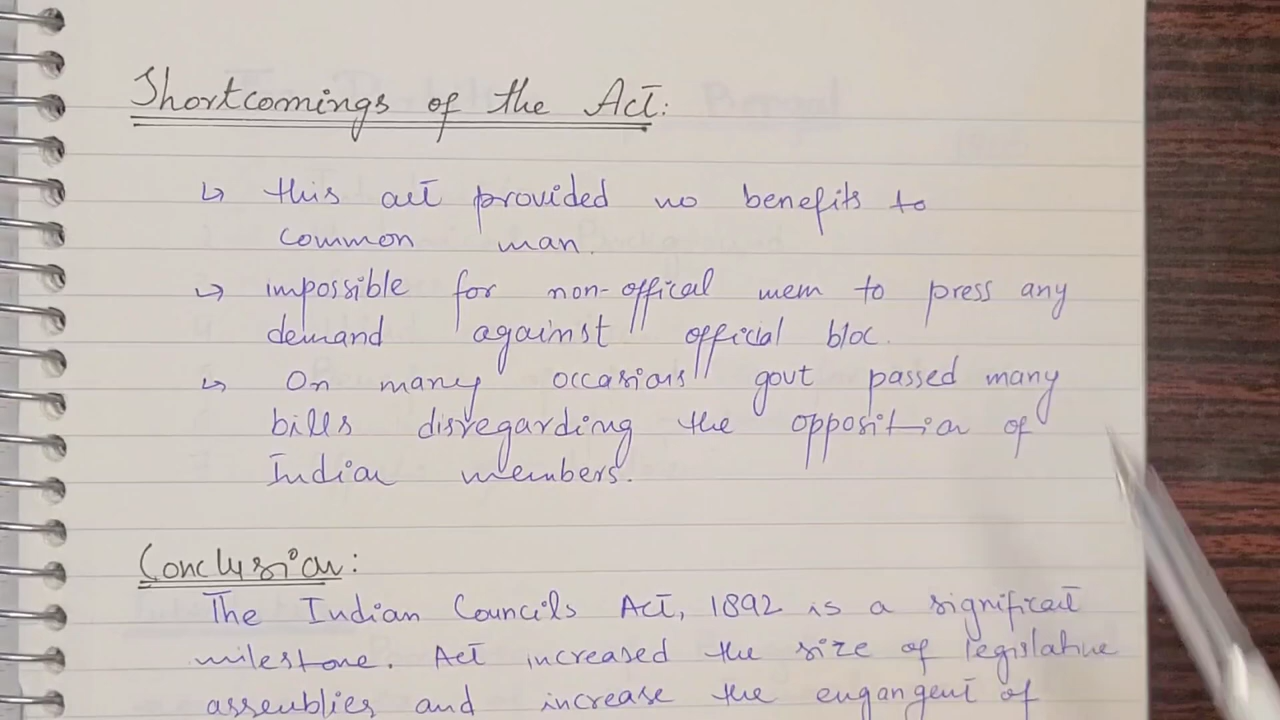 Shortcomings of the Act:
↳ this act provided no benefits to
common man.
↳ impossible for non-offical mem to press any
demand against official bloc.
↳ On many occasions govt passed many
bills disregarding the opposition of
Indian members.
Conclusion:
The Indian Councils Act, 1892 is a significant
milestone. Act increased the size of legislative
assemblies and increase the engangent of